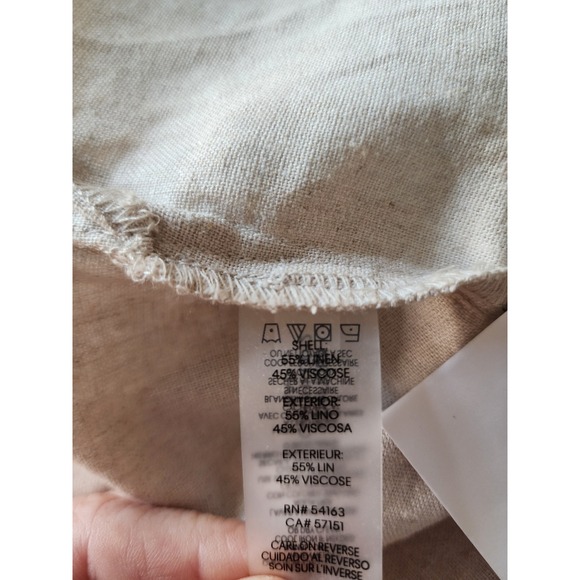 SHELL:
55% LINEN
45% VISCOSE
EXTERIOR:
55% LINO
45% VISCOSA
EXTERIEUR:
55% LIN
45% VISCOSE
RN# 54163
CA# 57151
CARE ON REVERSE
CUIDADO AL REVERSO
SOIN SUR L'INVERSE